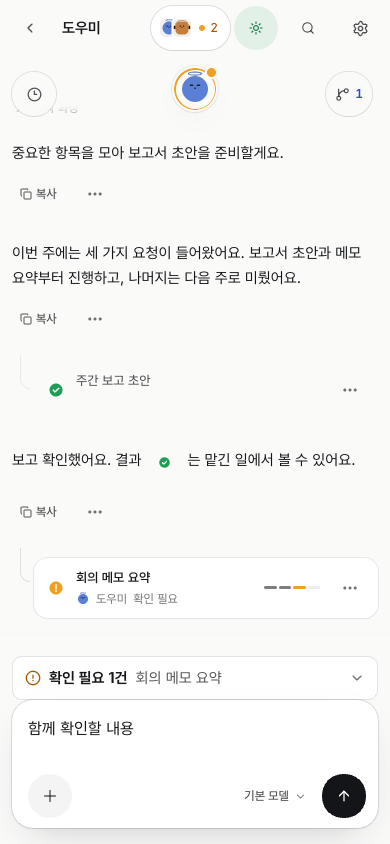 도우미
2
1
중요한 항목을 모아 보고서 초안을 준비할게요.
복사
이번 주에는 세 가지 요청이 들어왔어요. 보고서 초안과 메모
요약부터 진행하고, 나머지는 다음 주로 미뤘어요.
복사
주간 보고 초안
보고 확인했어요. 결과 는 맡긴 일에서 볼 수 있어요.
복사
회의 메모 요약
도우미 확인 필요
확인 필요 1건 회의 메모 요약
함께 확인할 내용
기본 모델